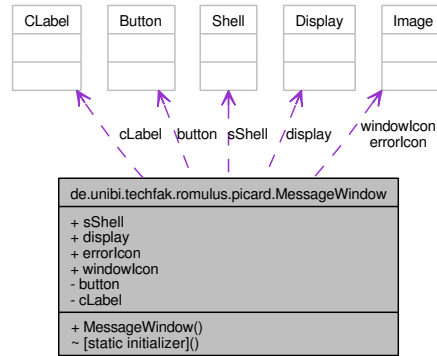 CLabel Button Shell Display Image
cLabel button sShell display windowIcon
errorIcon
de.unibi.techfak.romulus.picard.MessageWindow
+ sShell
+ display
+ errorIcon
+ windowIcon
- button
- cLabel
+ MessageWindow()
~ [static initializer]()